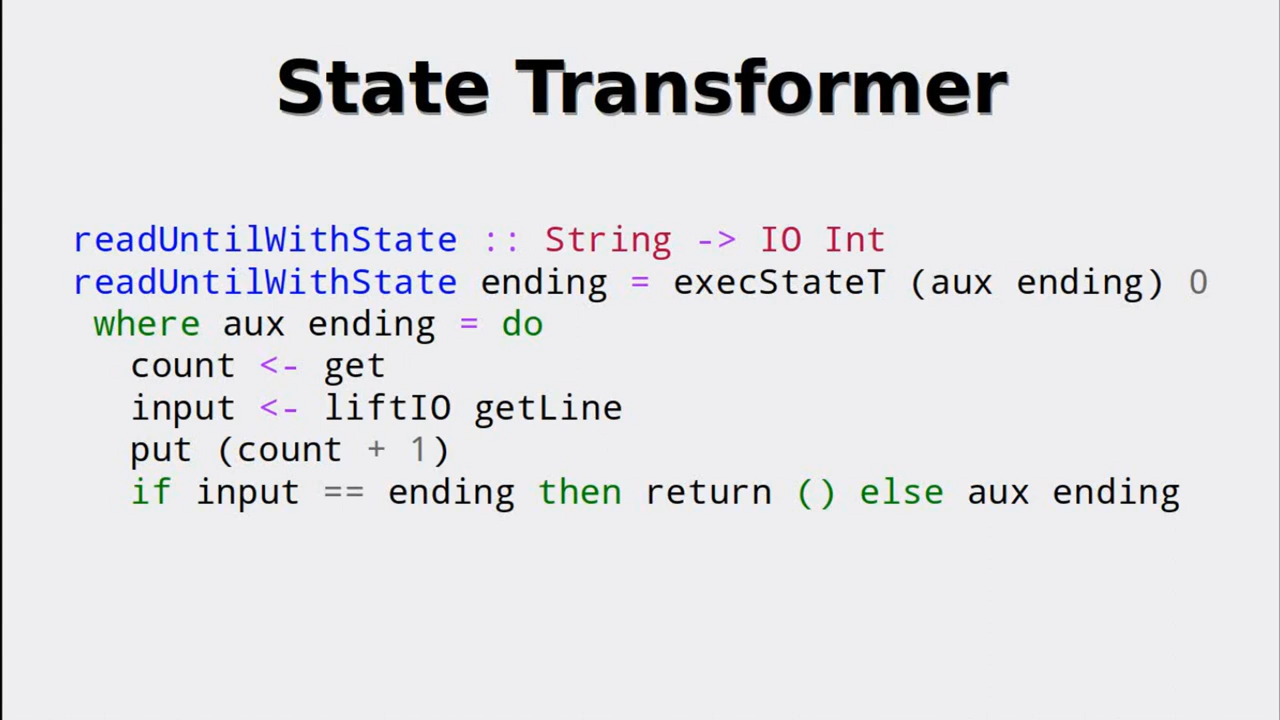 State Transformer
readUntilWithState :: String -> IO Int
readUntilWithState ending = execStateT (aux ending) 0
where aux ending = do
count <- get
input <- liftIO getLine
put (count + 1)
if input == ending then return () else aux ending